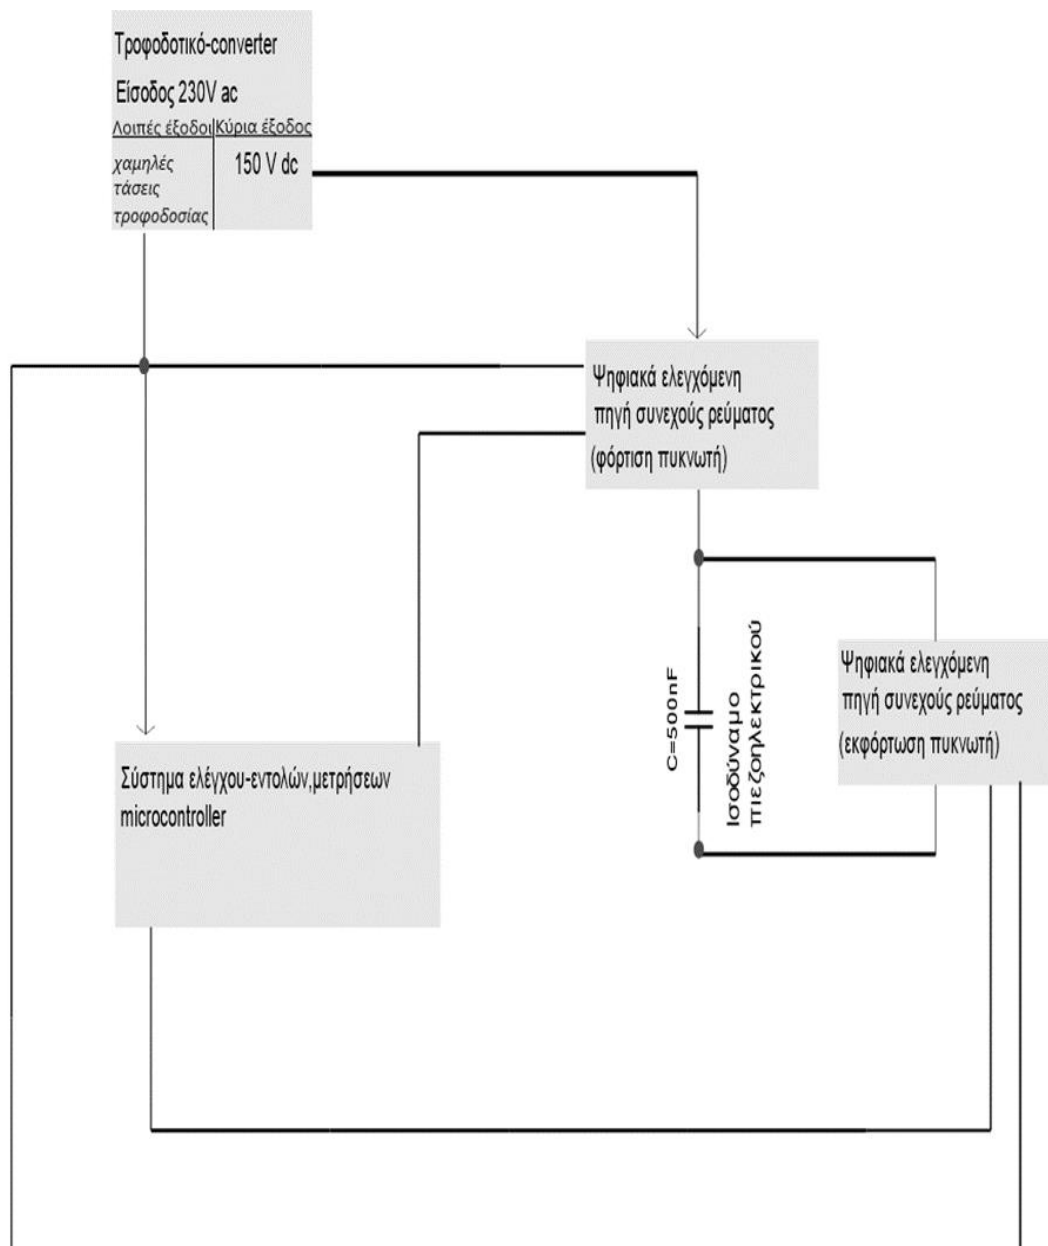 Τροφοδοτικό-converter
Είσοδος 230V ac
Λοιπές έξοδοι
Κύρια έξοδος
χαμηλές
τάσεις
τροφοδοσίας
150 V dc
Ψηφιακά ελεγχόμενη
πηγή συνεχούς ρεύματος
(φόρτιση πυκνωτή)
C=500nF
Ισοδύναμο
πιεζοηλεκτρικού
Ψηφιακά ελεγχόμενη
πηγή συνεχούς ρεύματος
(εκφόρτωση πυκνωτή)
Σύστημα ελέγχου-εντολών,μετρήσεων
microcontroller